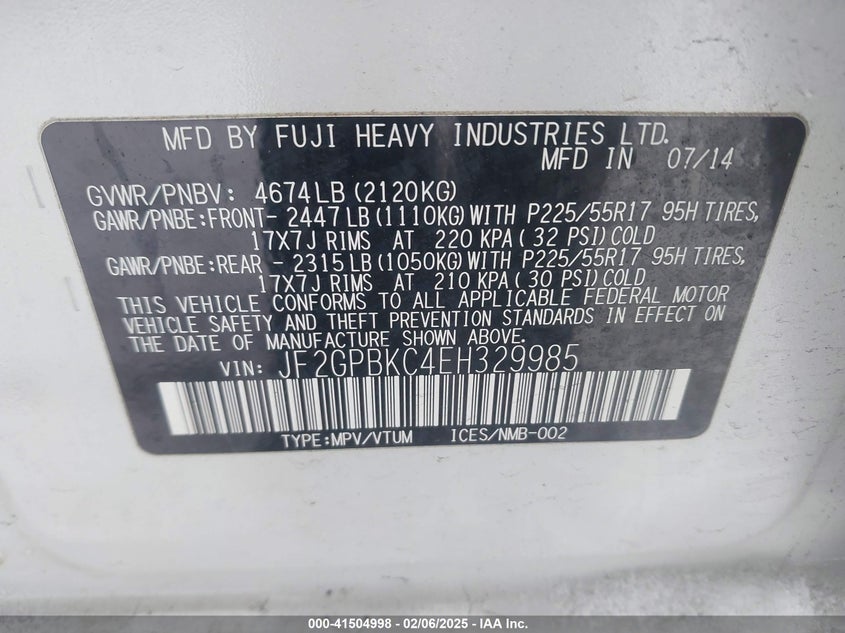 MFD BY FUJI HEAVY INDUSTRIES LTD.
MFD IN 07/14
GVWR/PNBV: 4674LB (2120KG)
GAWR/PNBE:FRONT- 2447LB (1110KG) WITH P225/55R17 95H TIRES,
17X7J RIMS AT 220 KPA ( 32 PSI) COLD
GAWR/PNBE:REAR 2315LB (1050KG) WITH P225/55R17 95H TIRES,
17X7J RIMS AT 210 KPA ( 30 PSI) COLD
THIS VEHICLE CONFORMS TO ALL APPLICABLE FEDERAL MOTOR
VEHICLE SAFETY AND THEFT PREVENTION STANDARDS IN EFFECT ON
THE DATE OF MANUFACTURE SHOWN ABOVE.
VIN: JF2GPBKC4EH329985
TYPE:MPV/VTUM ICES/NMB-002
000-41504998 - 02/06/2025 - IAA Inc.